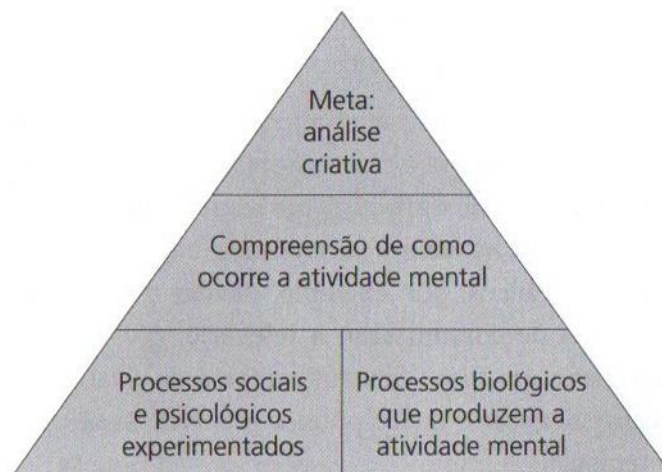 Meta:
análise
criativa
Compreensão de como
ocorre a atividade mental
Processos sociais
e psicológicos
experimentados
Processos biológicos
que produzem a
atividade mental